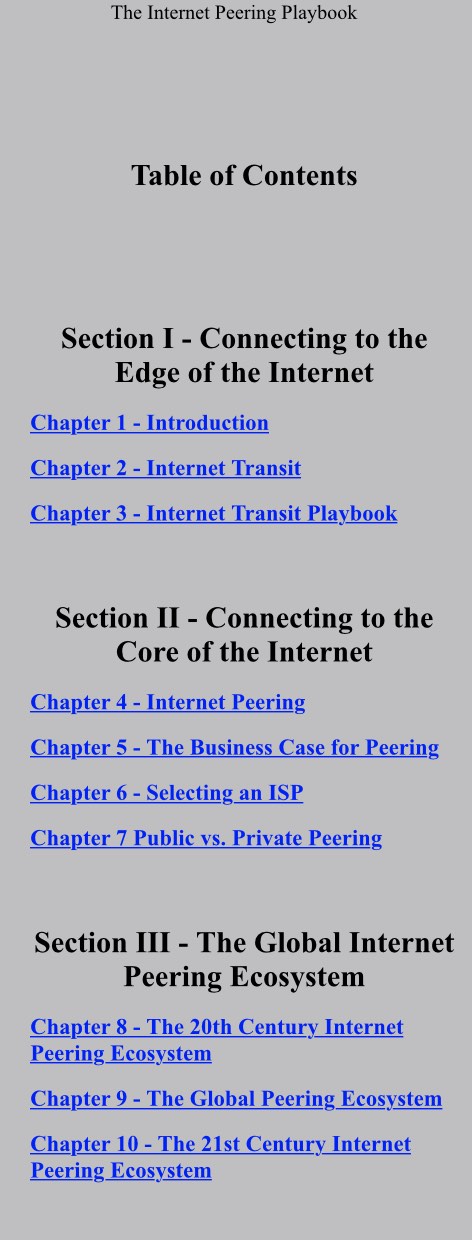 The Internet Peering Playbook
Table of Contents
Section I - Connecting to the
Edge of the Internet
Chapter 1 - Introduction
Chapter 2 - Internet Transit
Chapter 3 - Internet Transit Playbook
Section II - Connecting to the
Core of the Internet
Chapter 4 - Internet Peering
Chapter 5 - The Business Case for Peering
Chapter 6 - Selecting an ISP
Chapter 7 Public vs. Private Peering
Section III - The Global Internet
Peering Ecosystem
Chapter 8 - The 20th Century Internet
Peering Ecosystem
Chapter 9 - The Global Peering Ecosystem
Chapter 10 - The 21st Century Internet
Peering Ecosystem